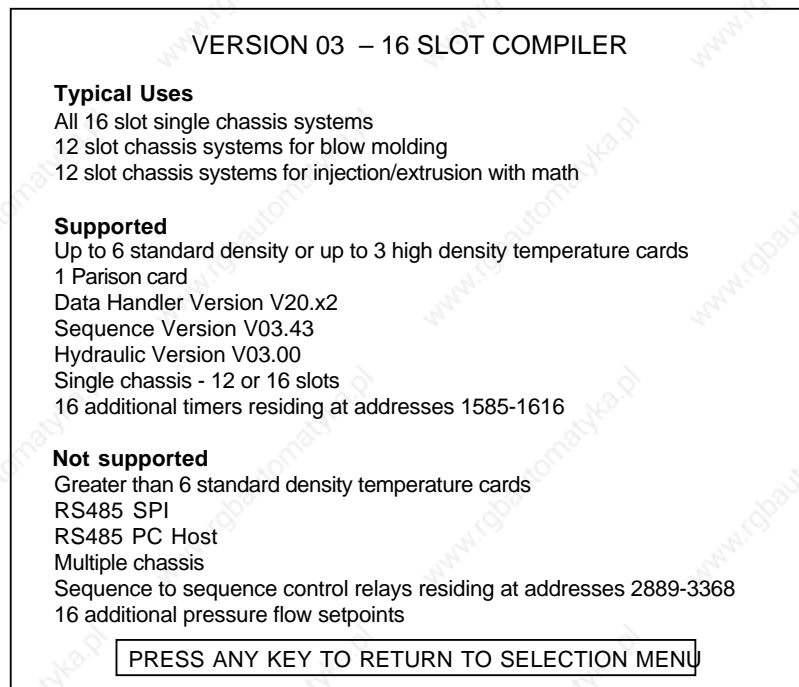 VERSION 03 – 16 SLOT COMPILER
Typical Uses
All 16 slot single chassis systems
12 slot chassis systems for blow molding
12 slot chassis systems for injection/extrusion with math
Supported
Up to 6 standard density or up to 3 high density temperature cards
1 Parison card
Data Handler Version V20.x2
Sequence Version V03.43
Hydraulic Version V03.00
Single chassis - 12 or 16 slots
16 additional timers residing at addresses 1585-1616
Not supported
Greater than 6 standard density temperature cards
RS485 SPI
RS485 PC Host
Multiple chassis
Sequence to sequence control relays residing at addresses 2889-3368
16 additional pressure flow setpoints
PRESS ANY KEY TO RETURN TO SELECTION MENU
www.rgbautomatyka.pl